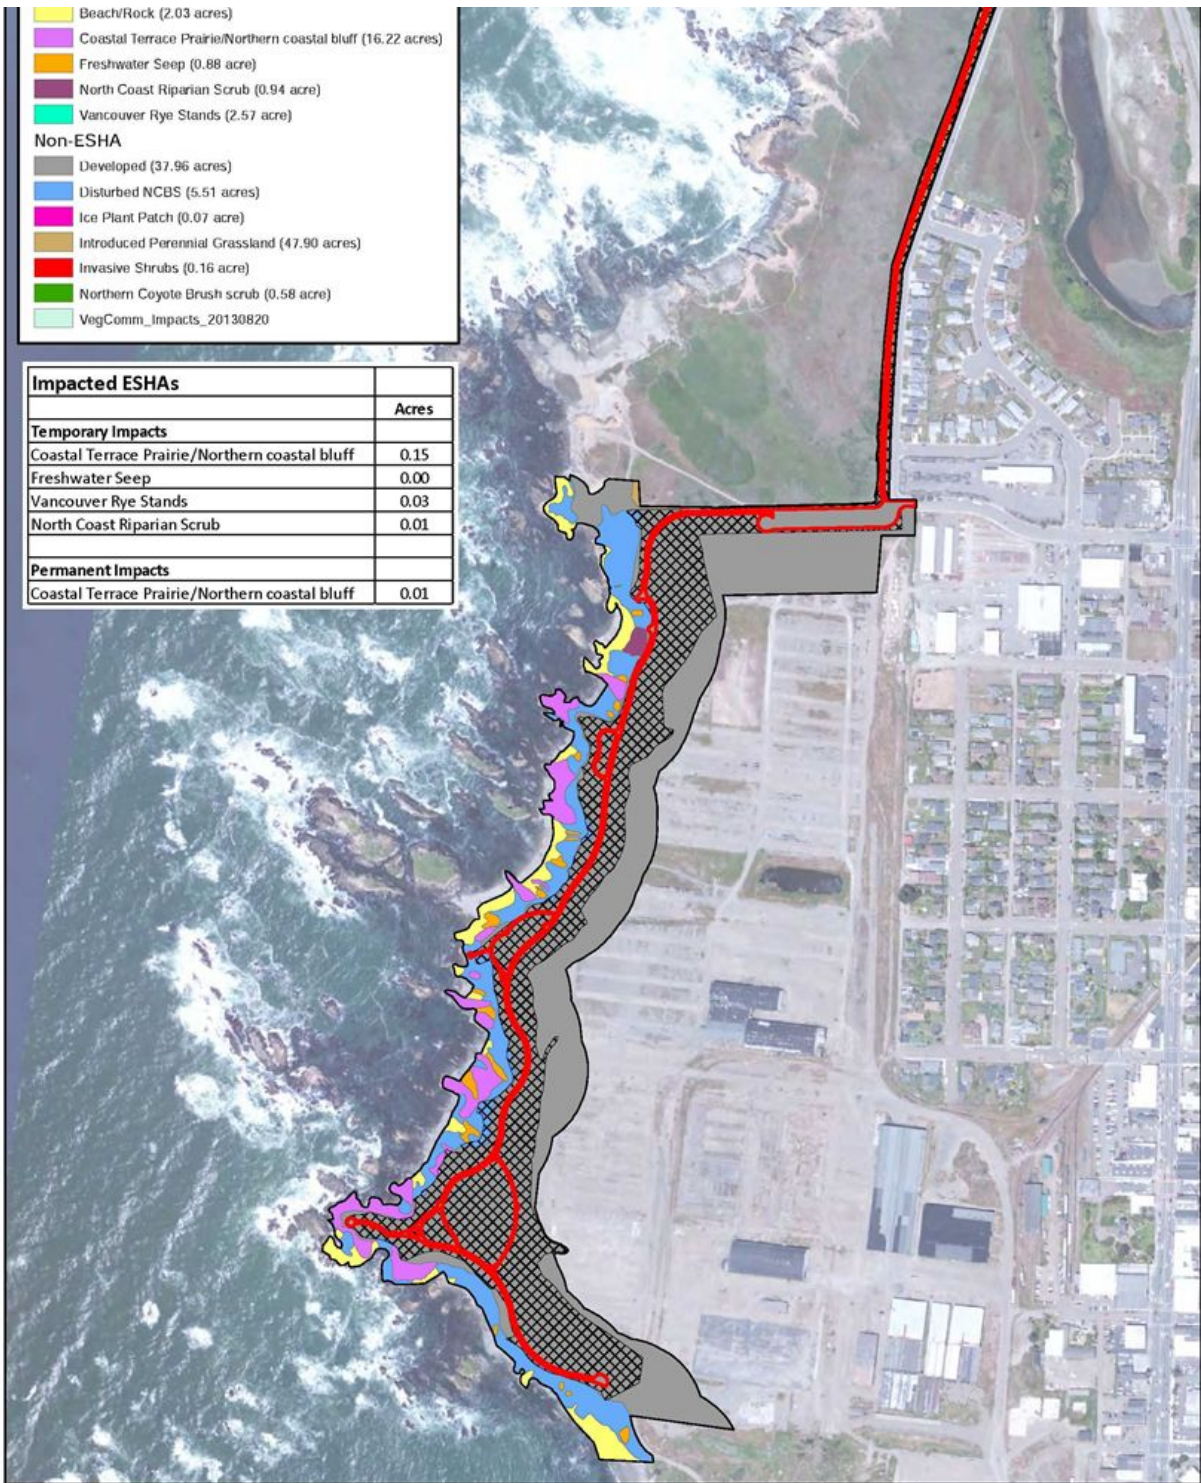 Beach/Rock (2.03 acres)
Coastal Terrace Prairie/Northern coastal bluff (16.22 acres)
Freshwater Seep (0.88 acre)
North Coast Riparian Scrub (0.94 acre)
Vancouver Rye Stands (2.57 acre)
Non-ESHA
Developed (37.96 acres)
Disturbed NCBS (5.51 acres)
Ice Plant Patch (0.07 acre)
Introduced Perennial Grassland (47.90 acres)
Invasive Shrubs (0.16 acre)
Northern Coyote Brush scrub (0.58 acre)
VegComm_Impacts_20130820
Impacted ESHAs
Acres
Temporary Impacts
Coastal Terrace Prairie/Northern coastal bluff 0.15
Freshwater Seep 0.00
Vancouver Rye Stands 0.03
North Coast Riparian Scrub 0.01
Permanent Impacts
Coastal Terrace Prairie/Northern coastal bluff 0.01